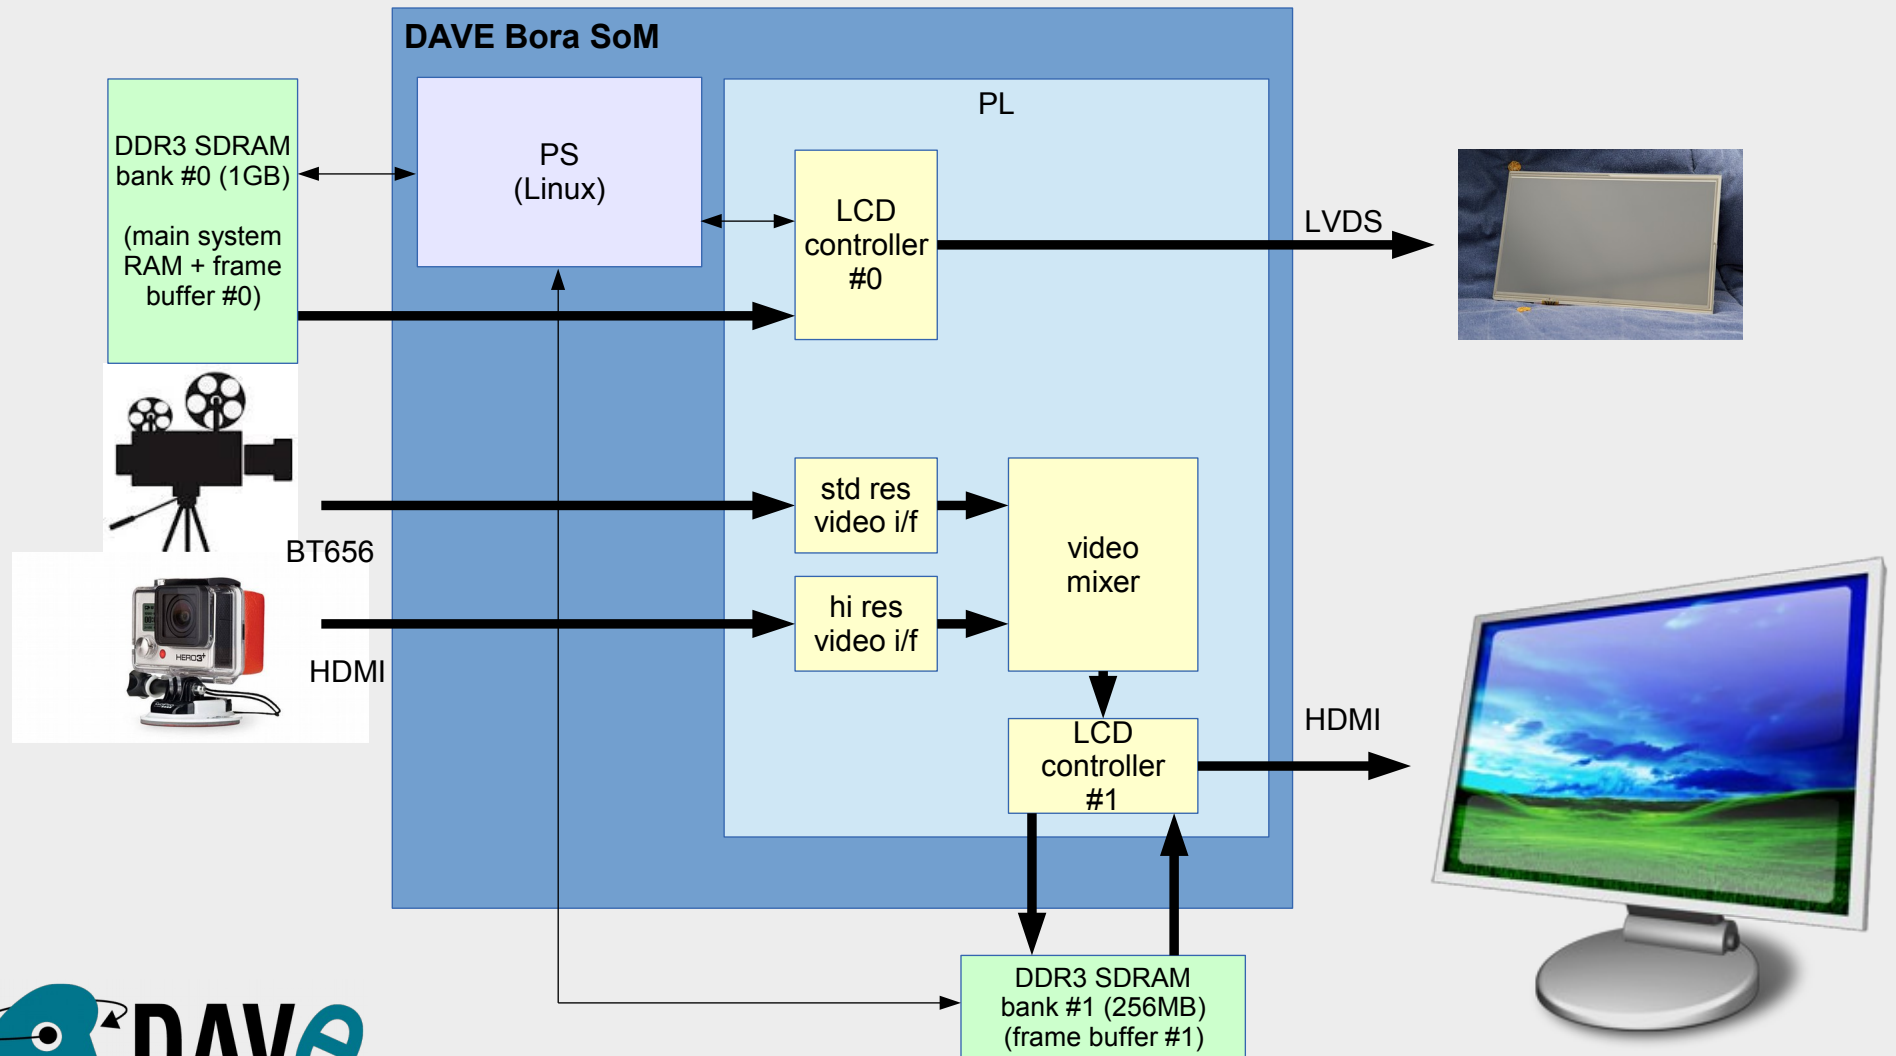 DAVE Bora SoM
DDR3 SDRAM
bank #0 (1GB)
(main system
RAM + frame
buffer #0)
PS
(Linux)
PL
LCD
controller
#0
LVDS
BT656
HDMI
HERO3+
std res
video i/f
hi res
video i/f
video
mixer
LCD
controller
#1
HDMI
DDR3 SDRAM
bank #1 (256MB)
(frame buffer #1)
DAVe